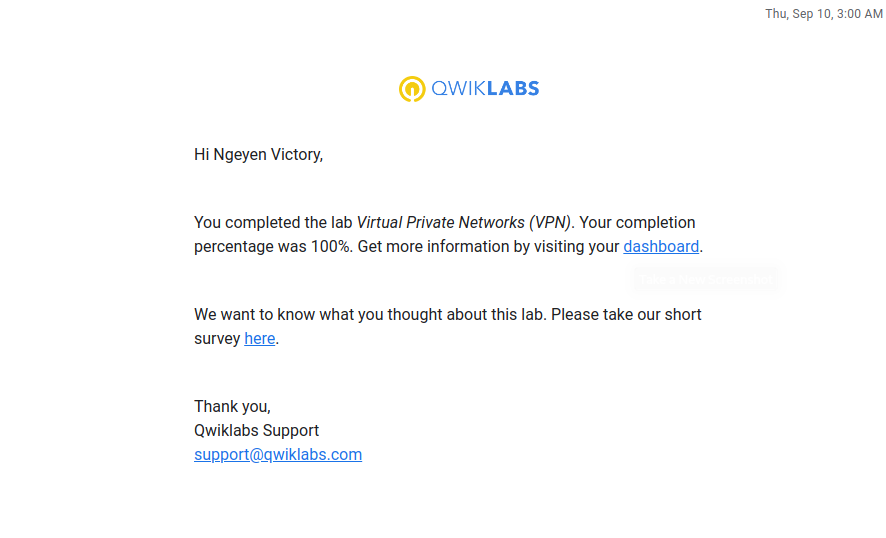 Thu, Sep 10, 3:00 AM
QWIKLABS
Hi Ngeyen Victory,
You completed the lab Virtual Private Networks (VPN). Your completion
percentage was 100%. Get more information by visiting your dashboard.
We want to know what you thought about this lab. Please take our short
survey here.
Thank you,
Qwiklabs Support
support@qwiklabs.com